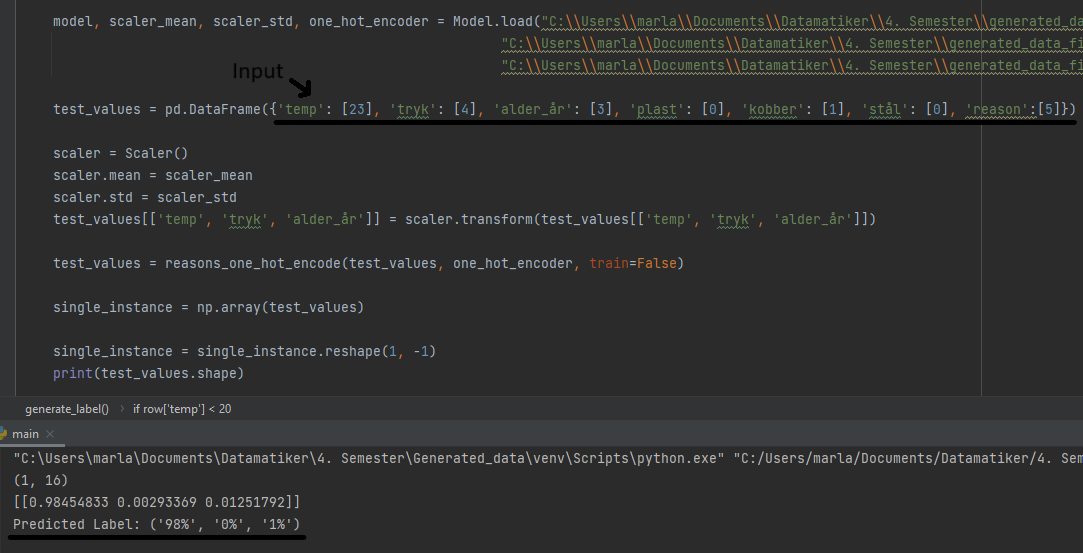 model, scaler_mean, scaler_std, one_hot_encoder = Model.load("C:\\Users\\marla\\Documents\\Datamatiker\\4. Semester\\generated_da
"C:\\Users\\marla\\Documents\\Datamatiker\\4. Semester\\generated_data_fi
"C:\\Users\\marla\\Documents\\Datamatiker\\4. Semester\\generated_data_fi
Input
test_values = pd.DataFrame({'temp': [23], 'tryk': [4], 'alder_år': [3], 'plast': [0], 'kobber': [1], 'stål': [0], 'reason':[5]})
scaler = Scaler()
scaler.mean = scaler_mean
scaler.std = scaler_std
test_values[['temp', 'tryk', 'alder_år']] = scaler.transform(test_values[['temp', 'tryk', 'alder_år']])
test_values = reasons_one_hot_encode(test_values, one_hot_encoder, train=False)
single_instance = np.array(test_values)
single_instance = single_instance.reshape(1, -1)
print(test_values.shape)
generate_label() › if row['temp'] < 20
main ×
"C:\Users\marla\Documents\Datamatiker\4. Semester\Generated_data\venv\Scripts\python.exe" "C:/Users/marla/Documents/Datamatiker/4. Sem
(1, 16)
[[0.98454833 0.00293369 0.01251792]]
Predicted Label: ('98%', '0%', '1%')